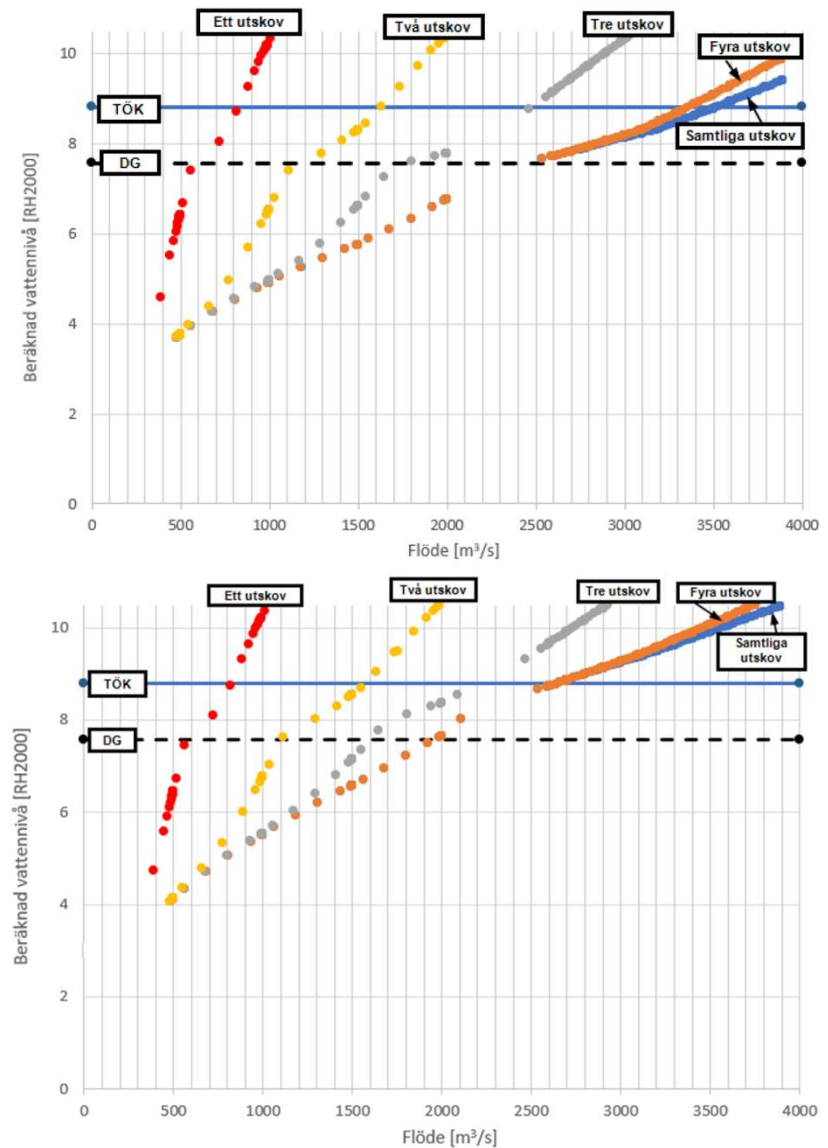 Ett utskov
Två utskov
Tre utskov
Fyra utskov
Samtliga utskov
TÖK
DG
10
8
6
4
2
0
Beräknad vattennivå [RH2000]
0 500 1000 1500 2000 2500 3000 3500 4000
Flöde [m³/s]
Ett utskov
Två utskov
Tre utskov
Fyra utskov
Samtliga
utskov
TÖK
DG
10
8
6
4
2
0
Beräknad vattennivå [RH2000]
0 500 1000 1500 2000 2500 3000 3500 4000
Flöde [m³/s]